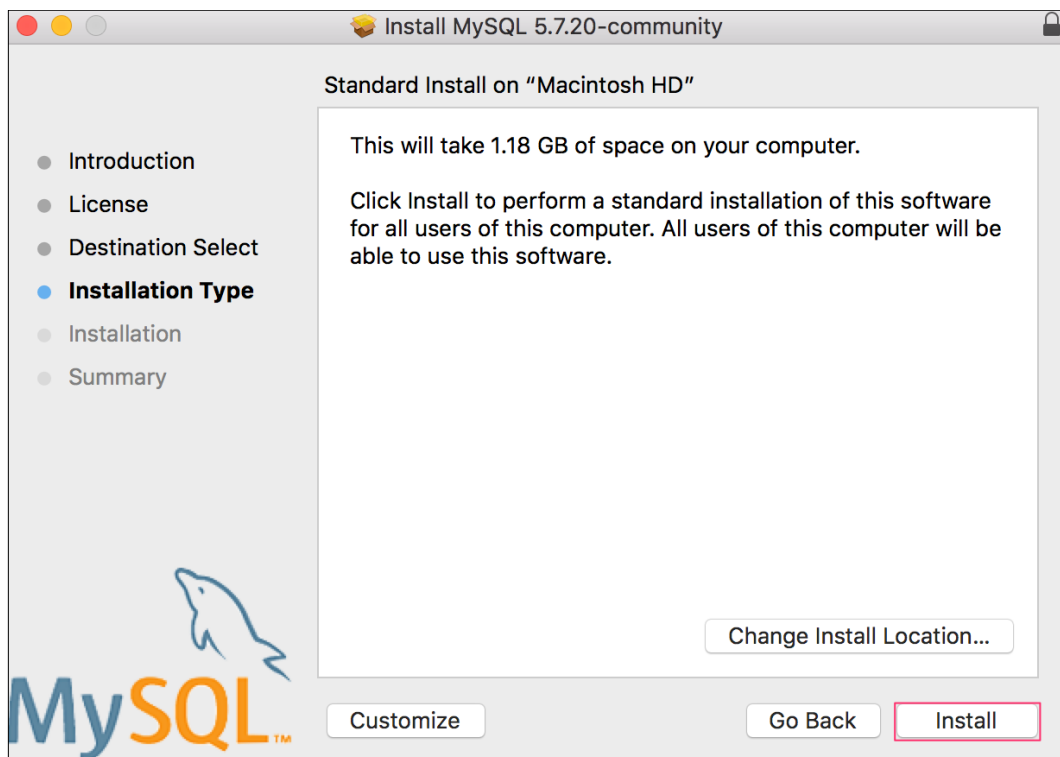 Install MySQL 5.7.20-community
Standard Install on “Macintosh HD”
Introduction
License
Destination Select
Installation Type
Installation
Summary
This will take 1.18 GB of space on your computer.
Click Install to perform a standard installation of this software
for all users of this computer. All users of this computer will be
able to use this software.
Change Install Location...
MySQL™
Customize
Go Back
Install